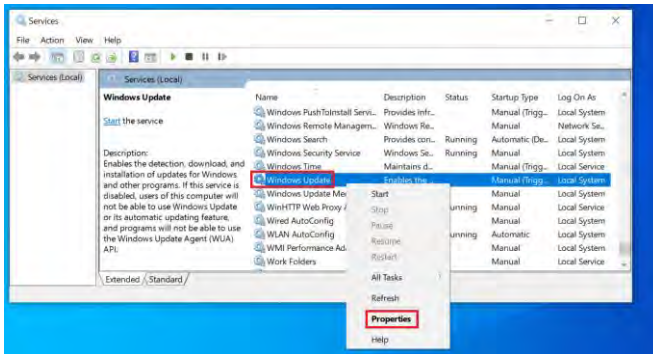 Services
File Action View Help
Services (Local)
Services (Local)
Windows Update
Start the service
Description:
Enables the detection, download, and
installation of updates for Windows
and other programs. If this service is
disabled, users of this computer will
not be able to use Windows Update
or its automatic updating feature,
and programs will not be able to use
the Windows Update Agent (WUA)
API.
Name Description Status Startup Type Log On As
Windows PushToInstall Servi... Provides infr... Manual (Trigg... Local System
Windows Remote Managem... Windows Re... Manual Network Se...
Windows Search Provides con... Running Automatic (De... Local System
Windows Security Service Windows Se... Running Manual Local System
Windows Time Maintains d... Manual (Trigg... Local Service
Windows Update Enables the ... Manual (Trigg... Local System
Windows Update Me Manual Local System
WinHTTP Web Proxy A unning Manual Local Service
Wired AutoConfig Manual Local System
WLAN AutoConfig unning Automatic Local System
WMI Performance Ad Manual Local System
Work Folders Manual Local Service
Start
Stop
Pause
Resume
Restart
All Tasks
Refresh
Properties
Help
Extended Standard